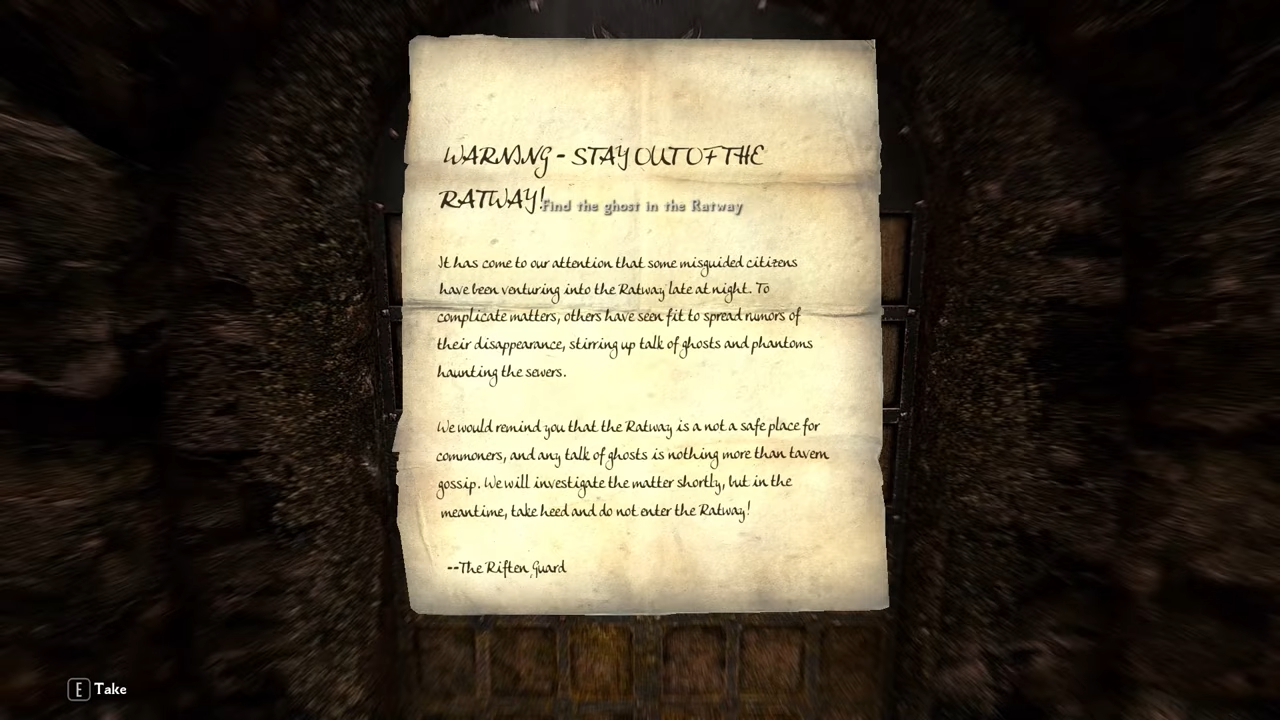 WARNING - STAY OUT OF THE
RATWAY!
Find the ghost in the Ratway
It has come to our attention that some misguided citizens
have been venturing into the Ratway late at night. To
complicate matters, others have seen fit to spread rumors of
their disappearance, stirring up talk of ghosts and phantoms
haunting the sewers.
We would remind you that the Ratway is a not a safe place for
commoners, and any talk of ghosts is nothing more than tavern
gossip. We will investigate the matter shortly, but in the
meantime, take heed and do not enter the Ratway!
--The Riften Guard
E Take